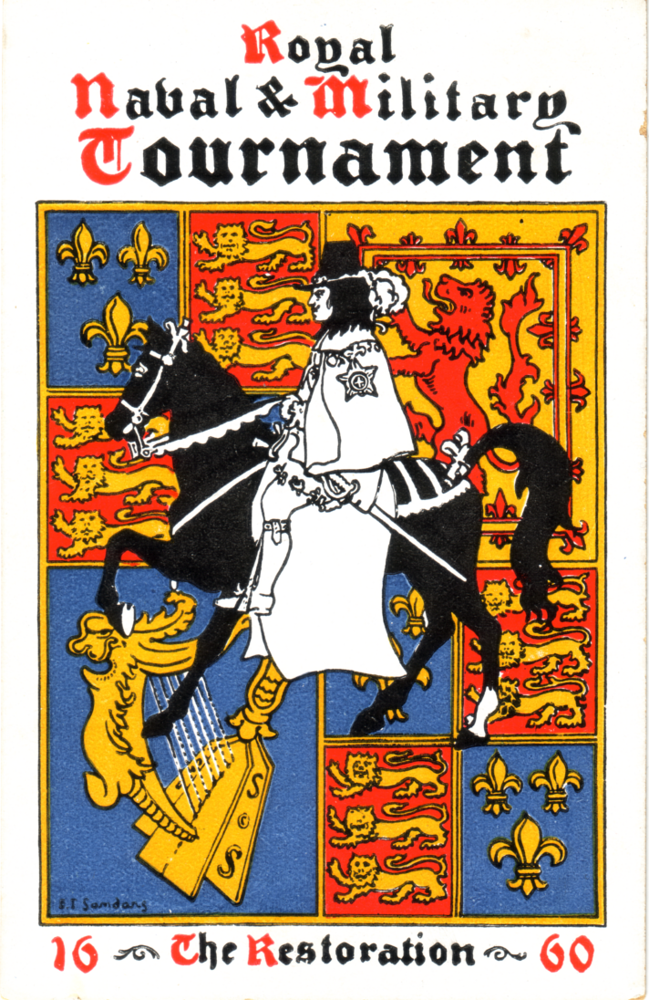 Royal
Naval & Military
Tournament
S
C
S
16 The Restoration 60